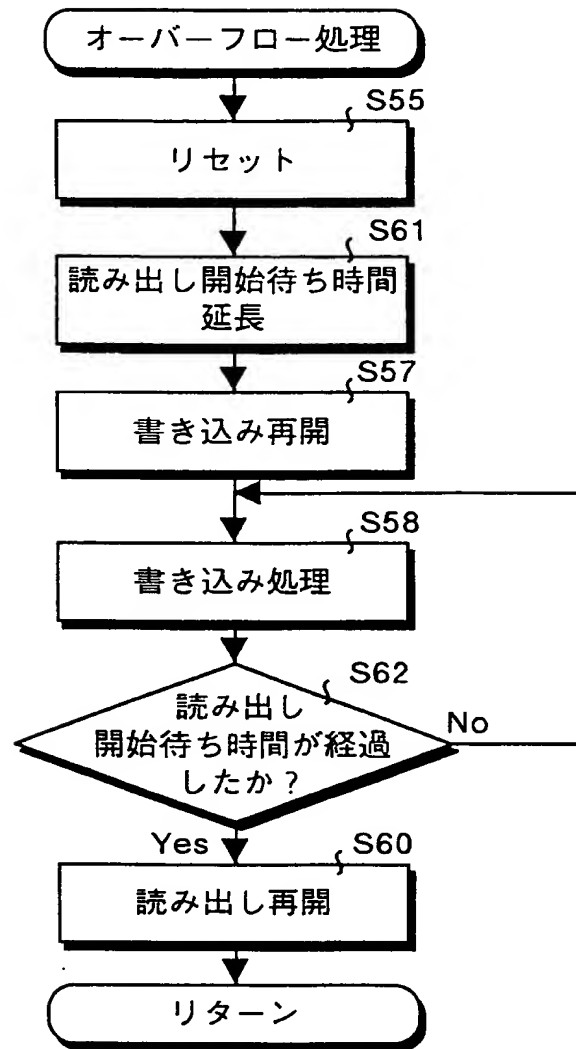 オーバーフロー処理
S55
リセット
S61
読み出し開始待ち時間
延長
S57
書き込み再開
S58
書き込み処理
S62
読み出し
開始待ち時間が経過
したか？
No
Yes
S60
読み出し再開
リターン